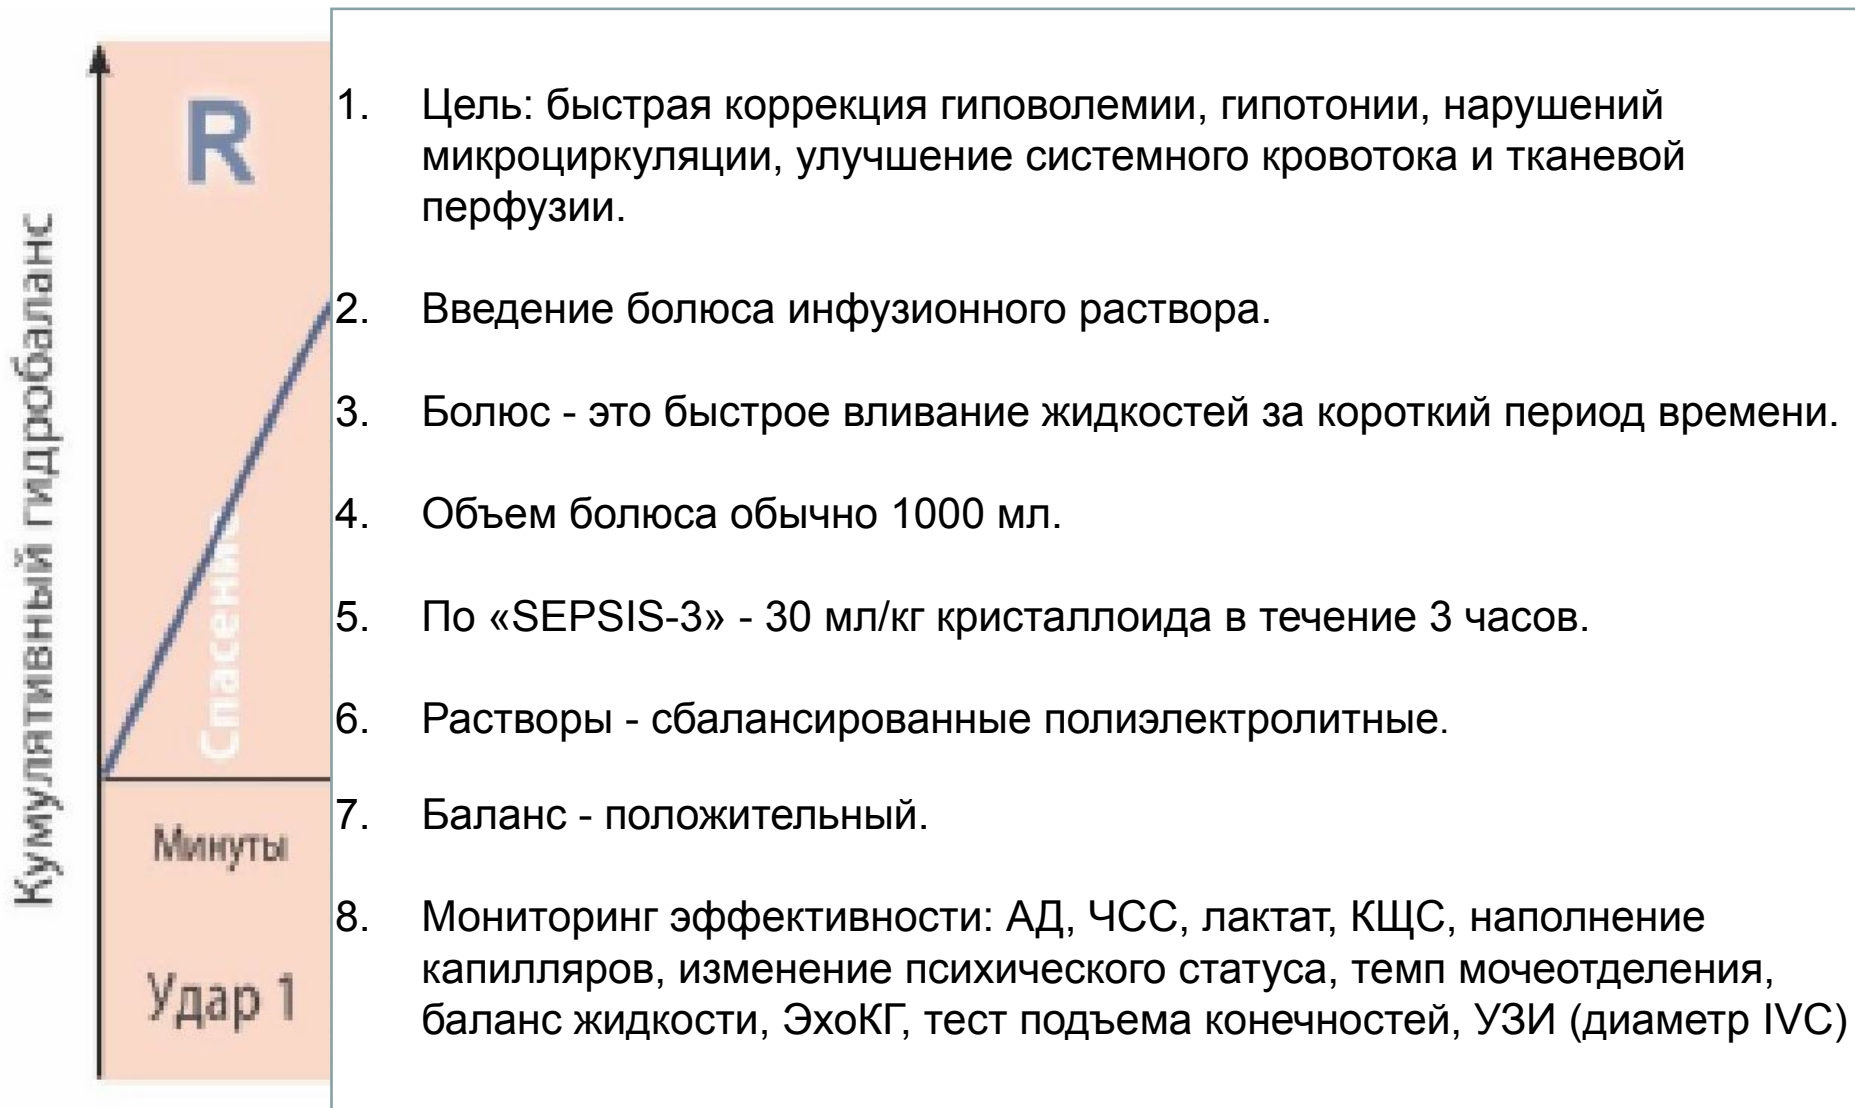 Кумулятивный гидробаланс
R
Спасение
Минуты
Удар 1
1. Цель: быстрая коррекция гиповолемии, гипотонии, нарушений
микроциркуляции, улучшение системного кровотока и тканевой
перфузии.
2. Введение болюса инфузионного раствора.
3. Болюс - это быстрое вливание жидкостей за короткий период времени.
4. Объем болюса обычно 1000 мл.
5. По «SEPSIS-3» - 30 мл/кг кристаллоида в течение 3 часов.
6. Растворы - сбалансированные полиэлектролитные.
7. Баланс - положительный.
8. Мониторинг эффективности: АД, ЧСС, лактат, КЩС, наполнение
капилляров, изменение психического статуса, темп мочеотделения,
баланс жидкости, ЭхоКГ, тест подъема конечностей, УЗИ (диаметр IVC)